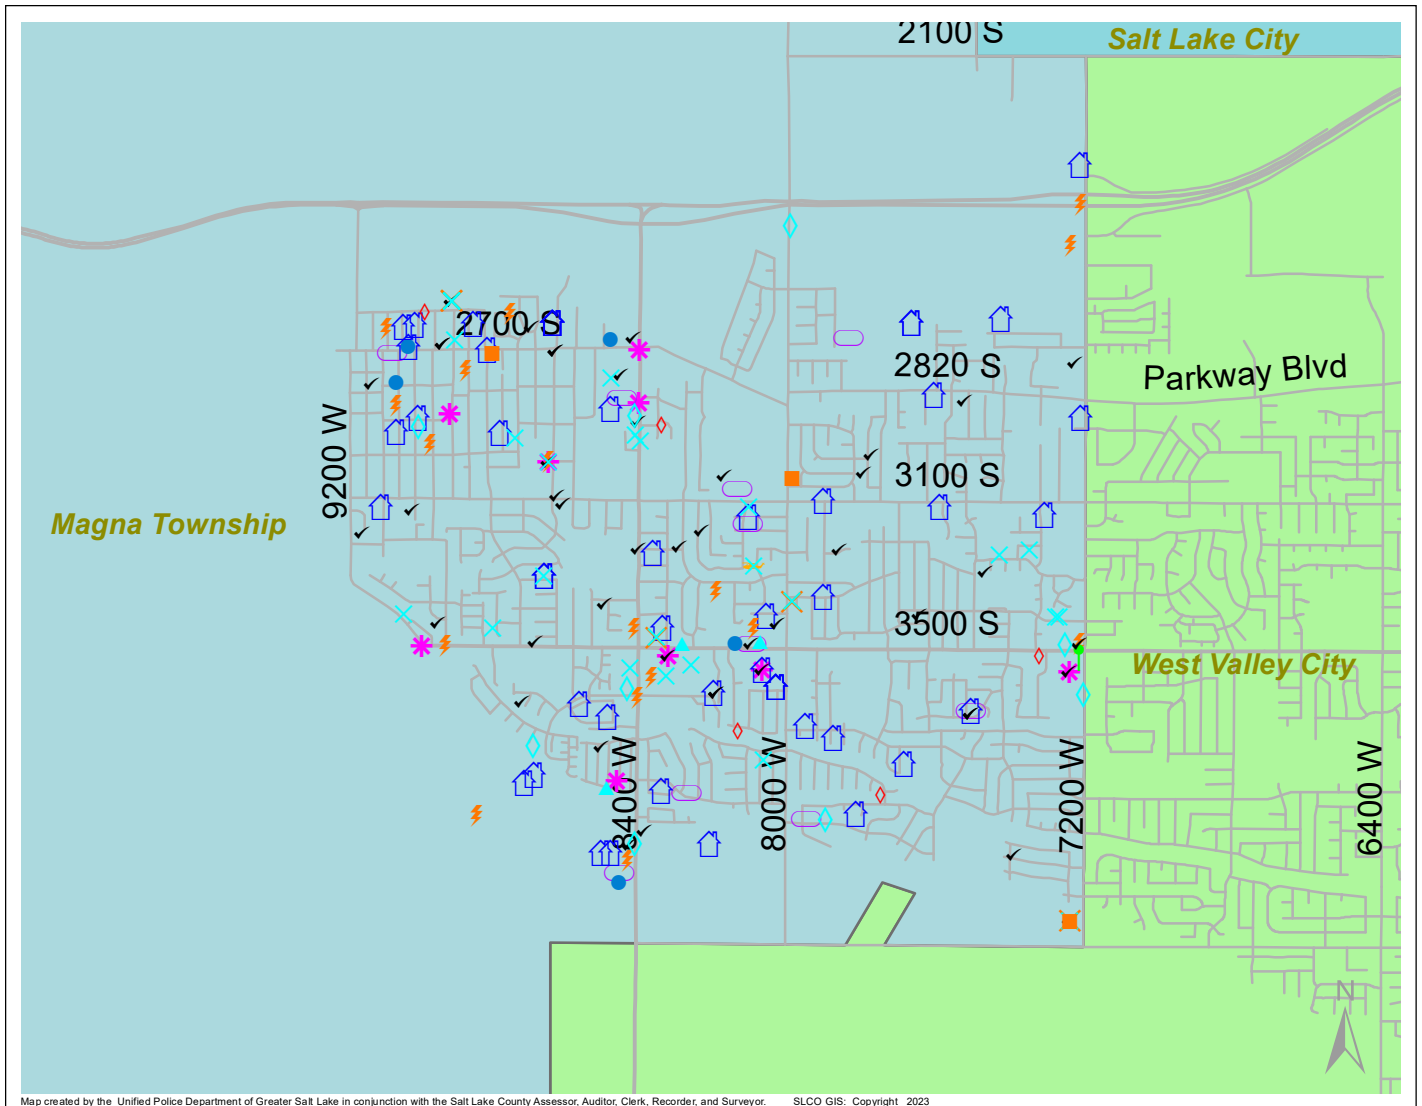 2100 S
Salt Lake City
2700 S
2820 S
Parkway Blvd
9200 W
3100 S
Magna Township
3500 S
West Valley City
8400 W
8000 W
7200 W
6400 W
N
Map created by the Unified Police Department of Greater Salt Lake in conjunction with the Salt Lake County Assessor, Auditor, Clerk, Recorder, and Surveyor. SLCO GIS: Copyright 2023